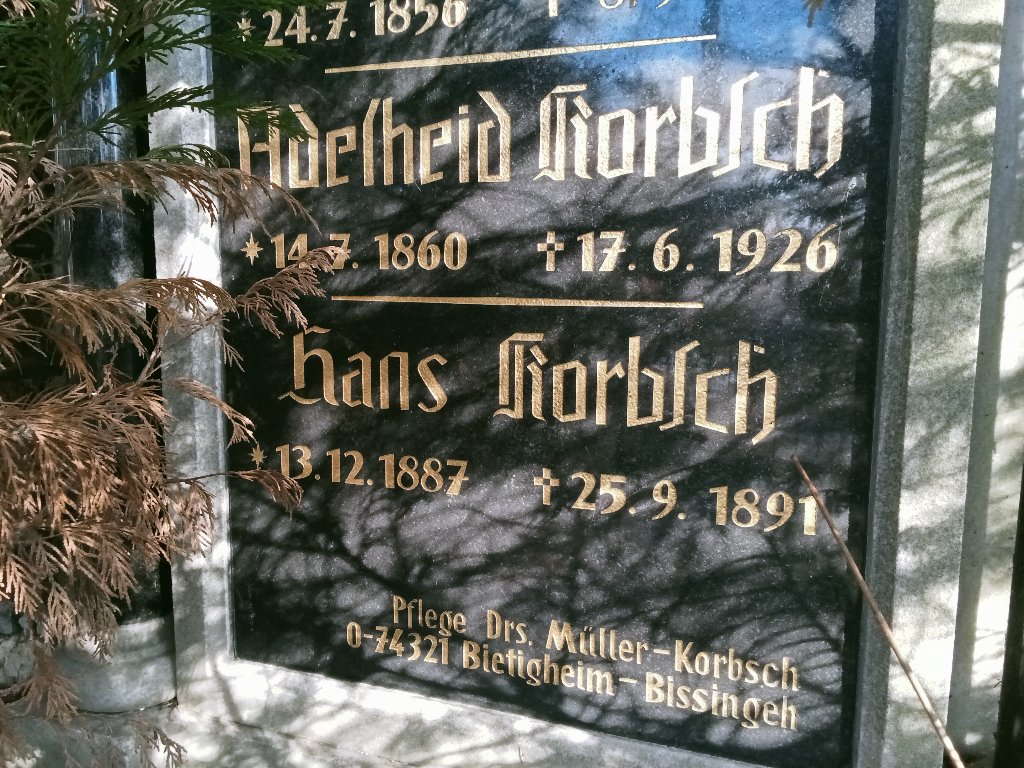 * 24. 7. 1856 †
Adelheid Korbsch
* 14. 7. 1860 † 17. 6. 1926
Hans Korbsch
* 13. 12. 1887 † 25. 9. 1891
Pflege Drs. Müller-Korbsch
0-74321 Bietigheim-Bissingen